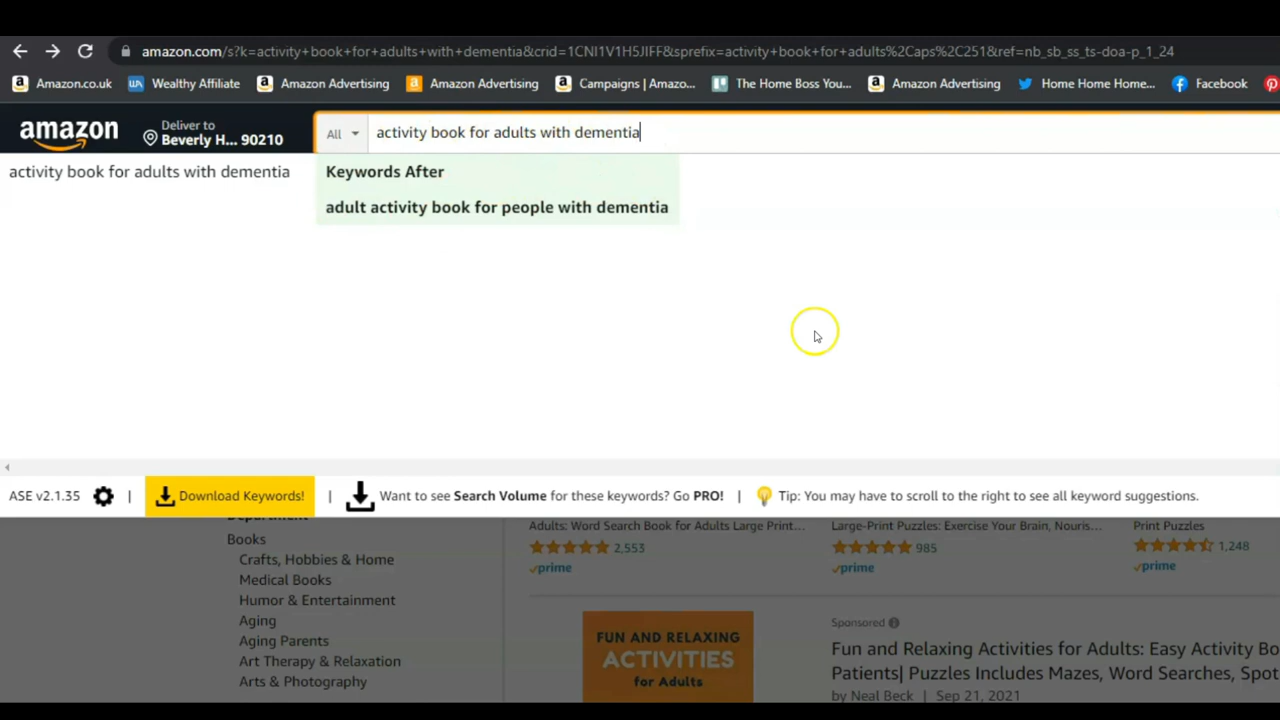 amazon.com/s?k=activity+book+for+adults+with+dementia&crid=1CNI1V1H5JIFF&sprefix=activity+book+for+adults%2Caps%2C251&ref=nb_sb_ss_ts-doa-p_1_24
Amazon.co.uk WA Wealthy Affiliate Amazon Advertising Amazon Advertising Campaigns | Amazo... The Home Boss You... Amazon Advertising Home Home Home... Facebook
amazon Deliver to Beverly H... 90210 All activity book for adults with dementia
activity book for adults with dementia Keywords After
adult activity book for people with dementia
ASE v2.1.35 | Download Keywords! | Want to see Search Volume for these keywords? Go PRO! | Tip: You may have to scroll to the right to see all keyword suggestions.
Department
Adults: Word Search Book for Adults Large Print... Large-Print Puzzles: Exercise Your Brain, Nouris... Print Puzzles
Books
2,553 985 1,248
Crafts, Hobbies & Home
prime prime prime
Medical Books
Humor & Entertainment
Aging
Aging Parents
Art Therapy & Relaxation
Arts & Photography
FUN AND RELAXING
ACTIVITIES
for Adults
Sponsored
Fun and Relaxing Activities for Adults: Easy Activity Bo
Patients| Puzzles Includes Mazes, Word Searches, Spot
by Neal Beck | Sep 21, 2021